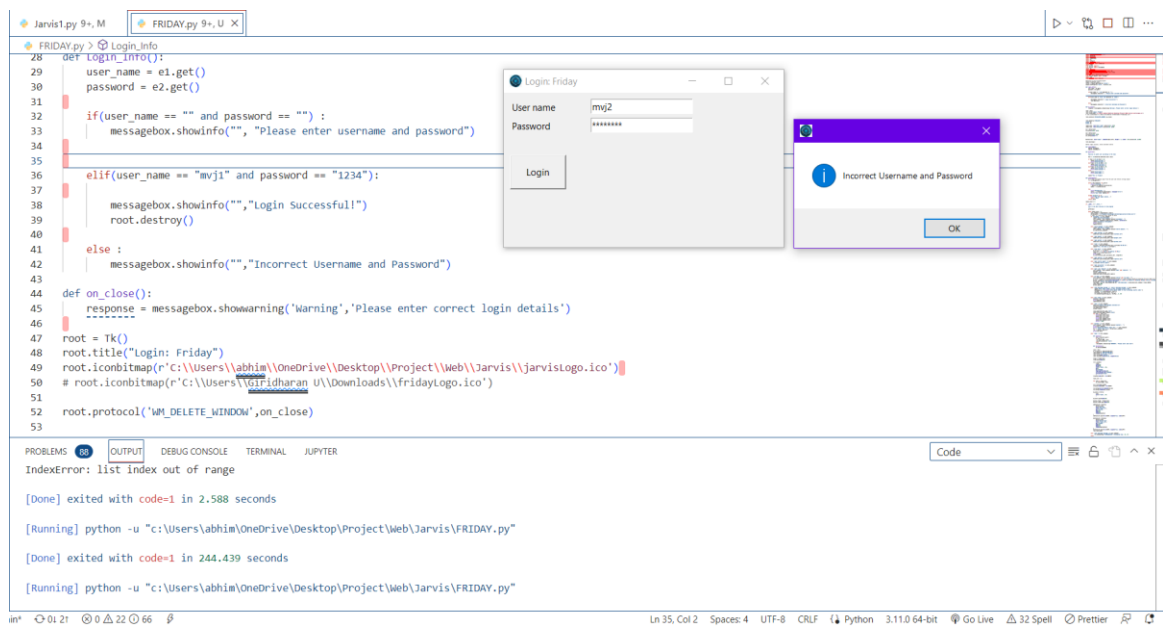 Jarvis1.py 9+, M
FRIDAY.py 9+, U
FRIDAY.py > Login_Info
28 def Login_Info():
29 user_name = e1.get()
30 password = e2.get()
31
32 if(user_name == "" and password == "") :
33 messagebox.showinfo("", "Please enter username and password")
34
35
36 elif(user_name == "mvj1" and password == "1234"):
37
38 messagebox.showinfo("","Login Successful!")
39 root.destroy()
40
41 else :
42 messagebox.showinfo("","Incorrect Username and Password")
43
44 def on_close():
45 response = messagebox.showwarning('Warning','Please enter correct login details')
46
47 root = Tk()
48 root.title("Login: Friday")
49 root.iconbitmap(r'C:\\Users\\abhim\\OneDrive\\Desktop\\Project\\Web\\Jarvis\\jarvisLogo.ico')
50 # root.iconbitmap(r'C:\\Users\\Giridharan U\\Downloads\\fridayLogo.ico')
51
52 root.protocol('WM_DELETE_WINDOW',on_close)
53
Login: Friday
User name mvj2
Password ********
Login
Incorrect Username and Password
OK
PROBLEMS 88 OUTPUT DEBUG CONSOLE TERMINAL JUPYTER Code
IndexError: list index out of range
[Done] exited with code=1 in 2.588 seconds
[Running] python -u "c:\Users\abhim\OneDrive\Desktop\Project\Web\Jarvis\FRIDAY.py"
[Done] exited with code=1 in 244.439 seconds
[Running] python -u "c:\Users\abhim\OneDrive\Desktop\Project\Web\Jarvis\FRIDAY.py"
in* 0↓ 2↑ 0 22 66 Ln 35, Col 2 Spaces: 4 UTF-8 CRLF Python 3.11.0 64-bit Go Live 32 Spell Prettier